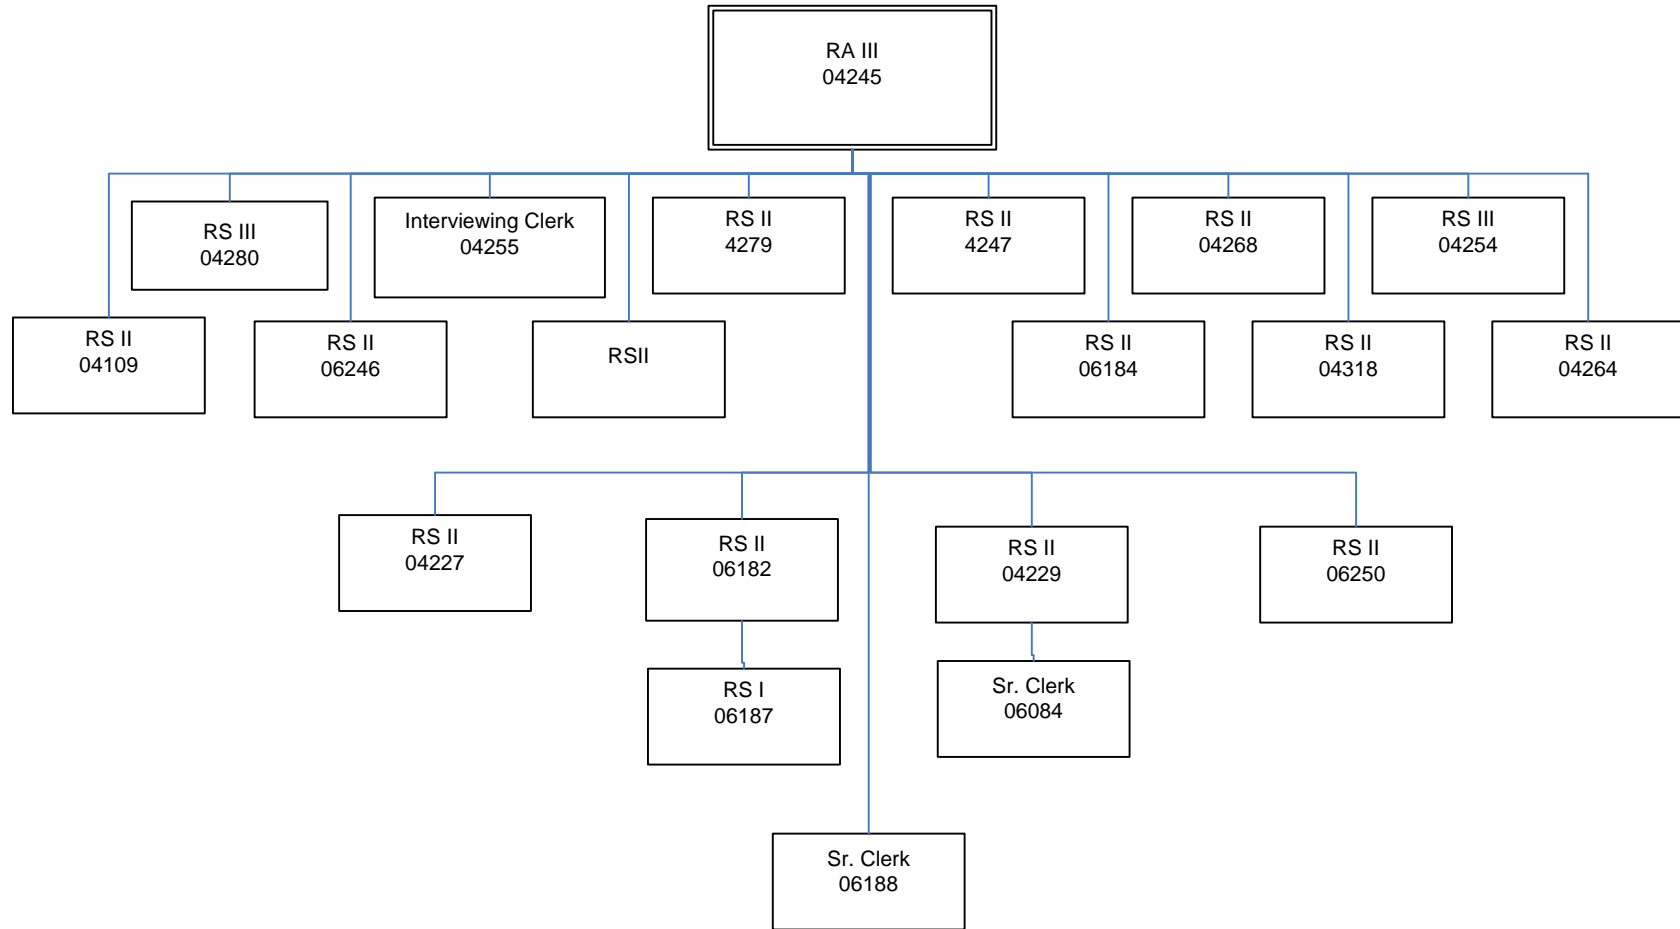 RA III
04245
RS III
04280
Interviewing Clerk
04255
RS II
4279
RS II
4247
RS II
04268
RS III
04254
RS II
04109
RS II
06246
RSII
RS II
06184
RS II
04318
RS II
04264
RS II
04227
RS II
06182
RS II
04229
RS II
06250
RS I
06187
Sr. Clerk
06084
Sr. Clerk
06188